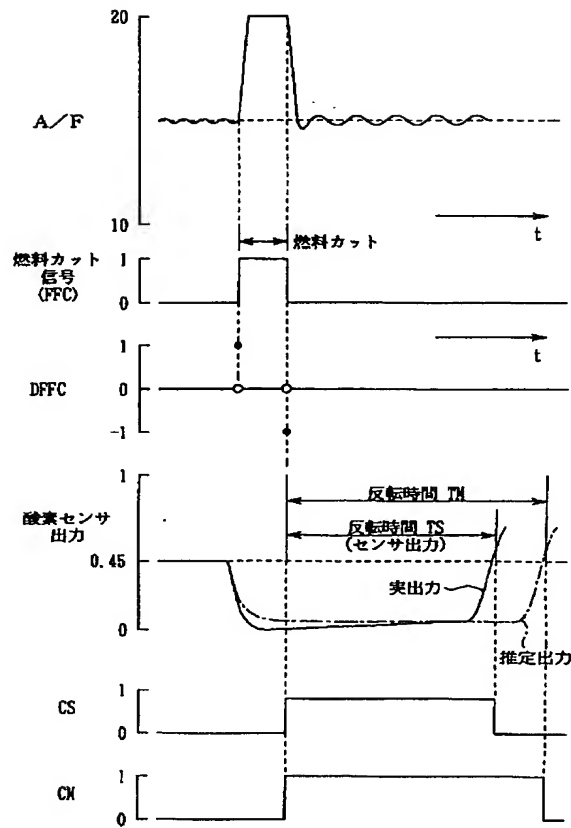 20
A／F
10
t
燃料カット
燃料カット
信号
(FFC)
1
0
t
1
DFFC
0
-1
1
反転時間 TM
酸素センサ
出力
反転時間 TS
(センサ出力)
0.45
実出力
0
推定出力
1
CS
0
1
CM
0